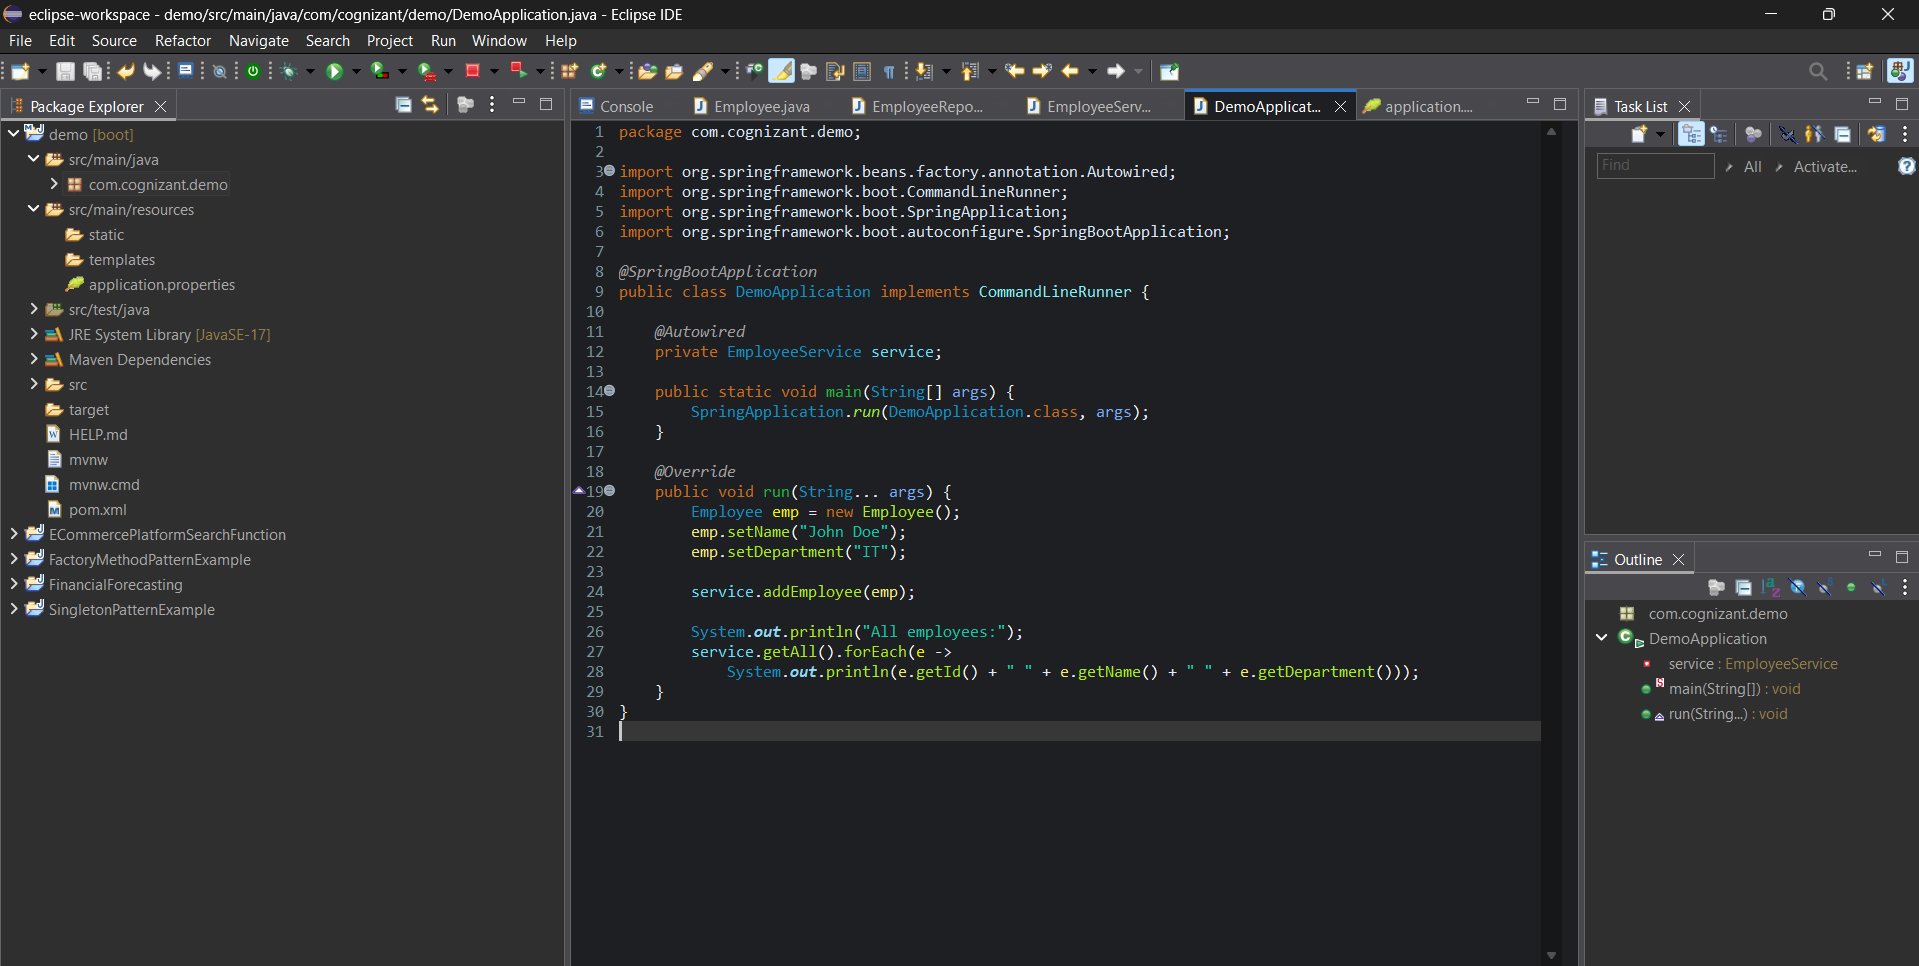 eclipse-workspace - demo/src/main/java/com/cognizant/demo/DemoApplication.java - Eclipse IDE
File Edit Source Refactor Navigate Search Project Run Window Help
Package Explorer
demo [boot]
src/main/java
com.cognizant.demo
src/main/resources
static
templates
application.properties
src/test/java
JRE System Library [JavaSE-17]
Maven Dependencies
src
target
HELP.md
mvnw
mvnw.cmd
pom.xml
ECommercePlatformSearchFunction
FactoryMethodPatternExample
FinancialForecasting
SingletonPatternExample
Console Employee.java EmployeeRepo... EmployeeServ... DemoApplicat... application....
1 package com.cognizant.demo;
2
3 import org.springframework.beans.factory.annotation.Autowired;
4 import org.springframework.boot.CommandLineRunner;
5 import org.springframework.boot.SpringApplication;
6 import org.springframework.boot.autoconfigure.SpringBootApplication;
7
8 @SpringBootApplication
9 public class DemoApplication implements CommandLineRunner {
10
11 @Autowired
12 private EmployeeService service;
13
14 public static void main(String[] args) {
15 SpringApplication.run(DemoApplication.class, args);
16 }
17
18 @Override
19 public void run(String... args) {
20 Employee emp = new Employee();
21 emp.setName("John Doe");
22 emp.setDepartment("IT");
23
24 service.addEmployee(emp);
25
26 System.out.println("All employees:");
27 service.getAll().forEach(e ->
28 System.out.println(e.getId() + " " + e.getName() + " " + e.getDepartment()));
29 }
30 }
31
Task List
Find All Activate...
Outline
com.cognizant.demo
DemoApplication
service : EmployeeService
main(String[]) : void
run(String...) : void